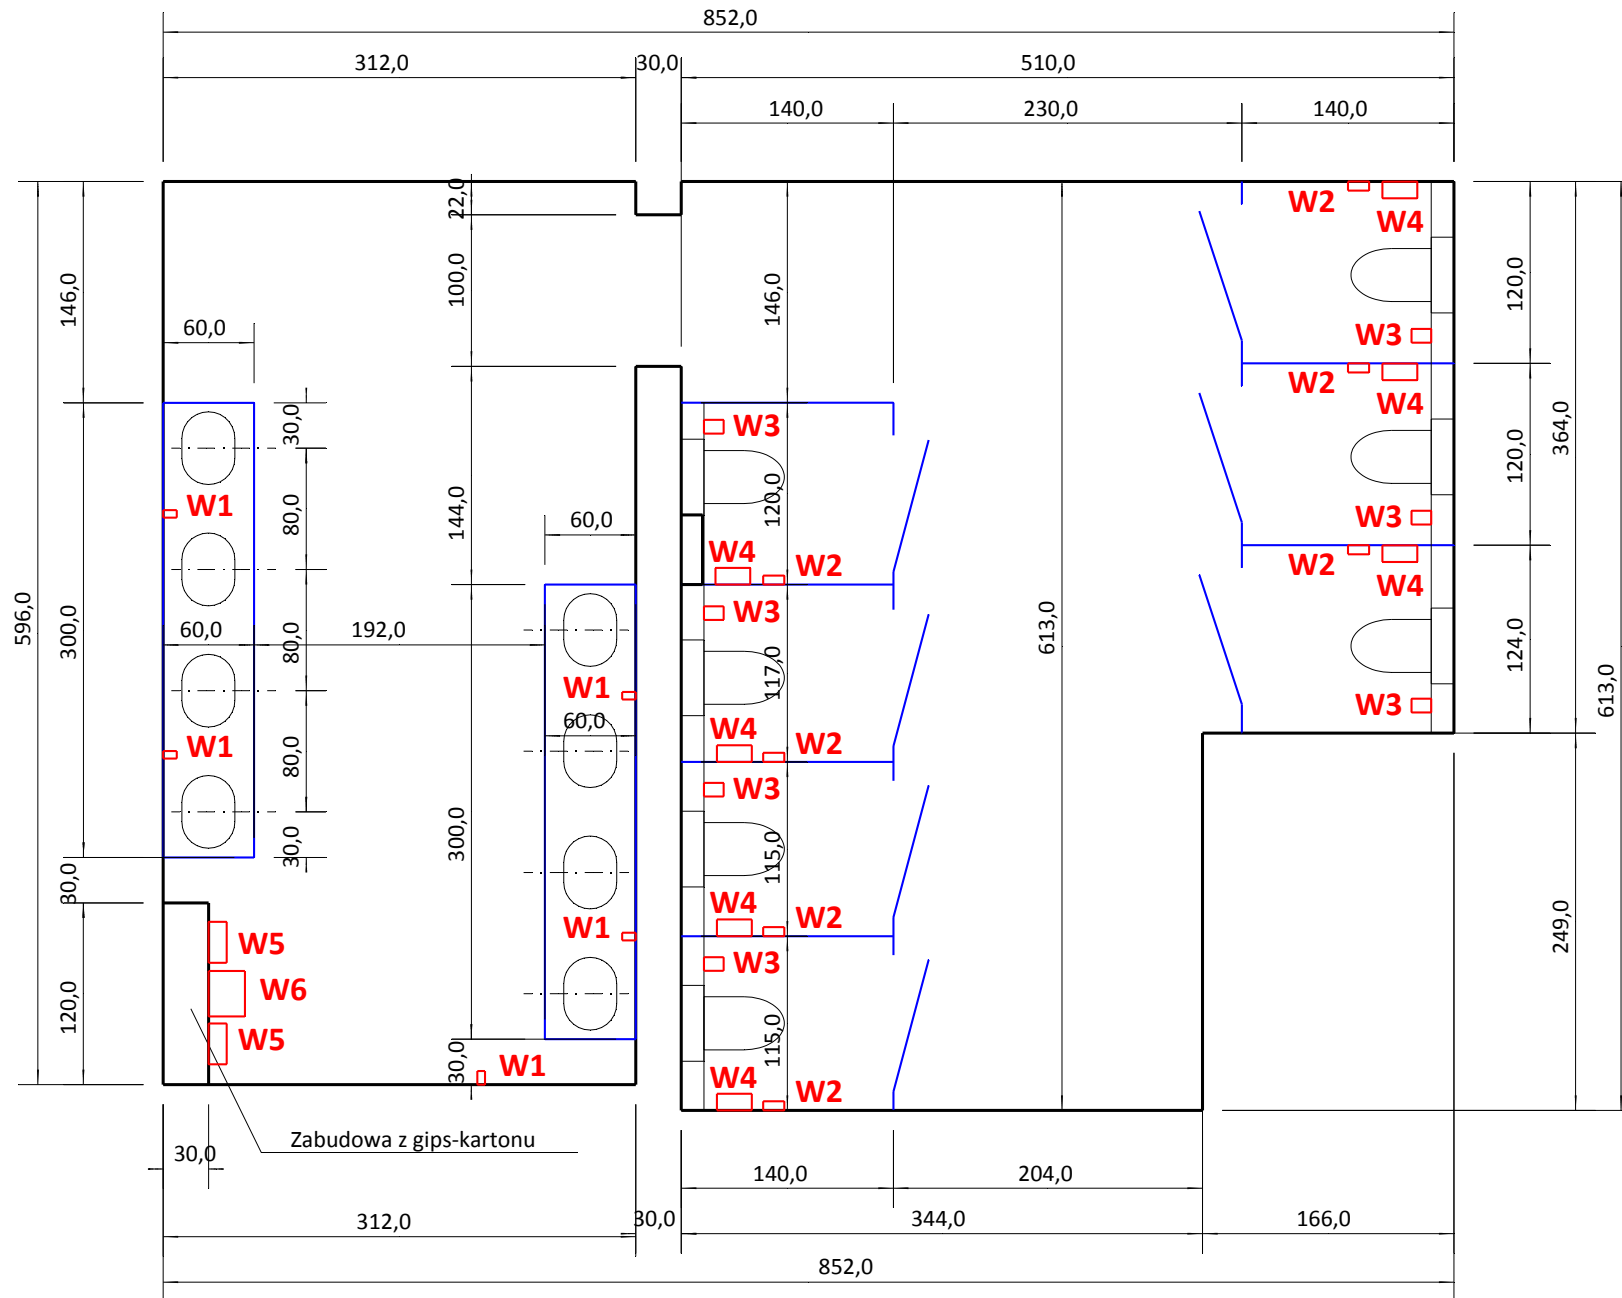 852,0
312,0 30,0 510,0
140,0 230,0 140,0
22,0
W2
W4
146,0 100,0 146,0 120,0
60,0
W3
W2
W4
30,0 W3 364,0
W1 80,0 144,0 60,0 120,0 120,0
W3
W4 W2
W2
W4
596,0
300,0
W3
60,0 192,0 80,0 613,0 124,0
W1 117,0 613,0
W3
60,0
W1 W4 W2
80,0
W3
30,0 300,0 115,0
30,0
W4 W2
W5 W1
W3 249,0
W6
120,0
W5
115,0
30,0 W1
W4 W2
Zabudowa z gips-kartonu
30,0 140,0 204,0
312,0 30,0 344,0 166,0
852,0